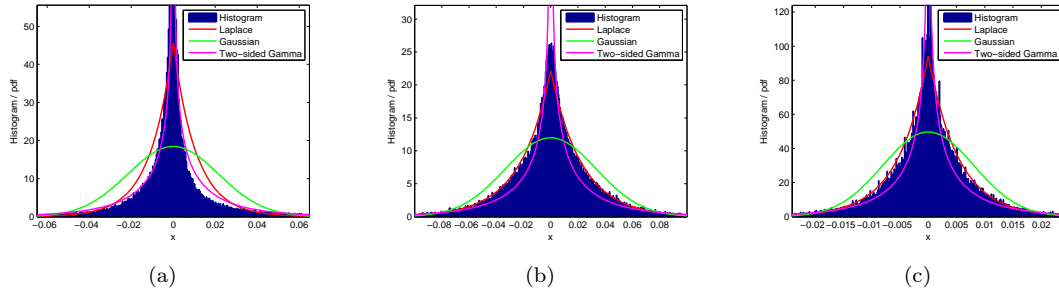 50
40
30
20
10
0
Histogram / pdf
−0.06 −0.04 −0.02 0 0.02 0.04 0.06
x
Histogram
Laplace
Gaussian
Two−sided Gamma
(a)
30
25
20
15
10
5
0
Histogram / pdf
−0.08 −0.06 −0.04 −0.02 0 0.02 0.04 0.06 0.08
x
Histogram
Laplace
Gaussian
Two−sided Gamma
(b)
120
100
80
60
40
20
0
Histogram / pdf
−0.02 −0.015 −0.01 −0.005 0 0.005 0.01 0.015 0.02
x
Histogram
Laplace
Gaussian
Two−sided Gamma
(c)